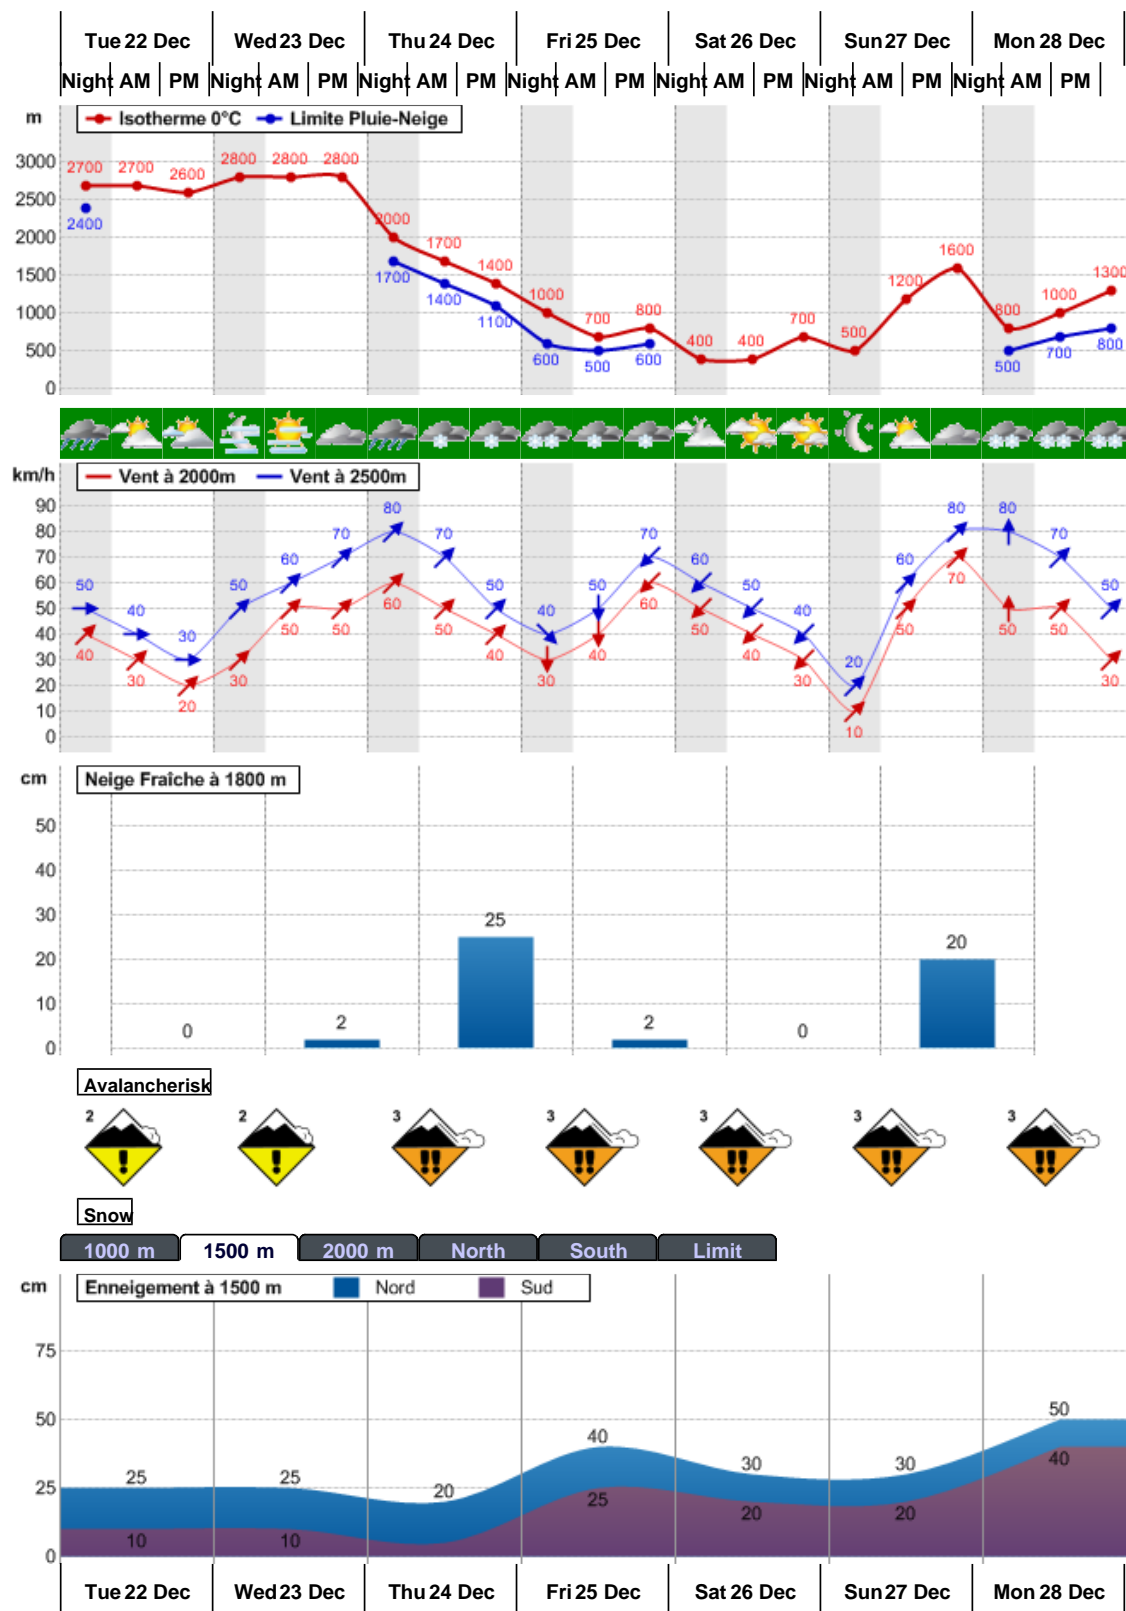 Tue 22 Dec Wed 23 Dec Thu 24 Dec Fri 25 Dec Sat 26 Dec Sun 27 Dec Mon 28 Dec
Night AM PM Night AM PM Night AM PM Night AM PM Night AM PM Night AM PM Night AM PM
m Isotherme 0°C Limite Pluie-Neige
3000 2700 2700 2600 2800 2800 2800
2500
2400
2000 2000
1700 1700 1400 1600
1500 1700 1400 1200 1300
1000 1100 1000 700 800 700 800 1000
500 600 500 600 400 400 500 500 700 800
0
km/h Vent à 2000m Vent à 2500m
90
80 80 80 80
70 70 70 70 70
60 60 60 60
50 50 50 50 50 50 50
40 40 40 40
30 30
20 20
10
0
40 30 20 30 50 50 60 50 40 30 40 60 50 40 30 10 50 70 50 50 30
cm Neige Fraîche à 1800 m
50
40
30
25
20 20
10
0 2 2 0
0
Avalancherisk
2 2 3 3 3 3 3
Snow
1000 m 1500 m 2000 m North South Limit
cm Enneigement à 1500 m Nord Sud
75
50 50
40 40
25 25 25 20 25 30 30
10 10 20 20
0
Tue 22 Dec Wed 23 Dec Thu 24 Dec Fri 25 Dec Sat 26 Dec Sun 27 Dec Mon 28 Dec